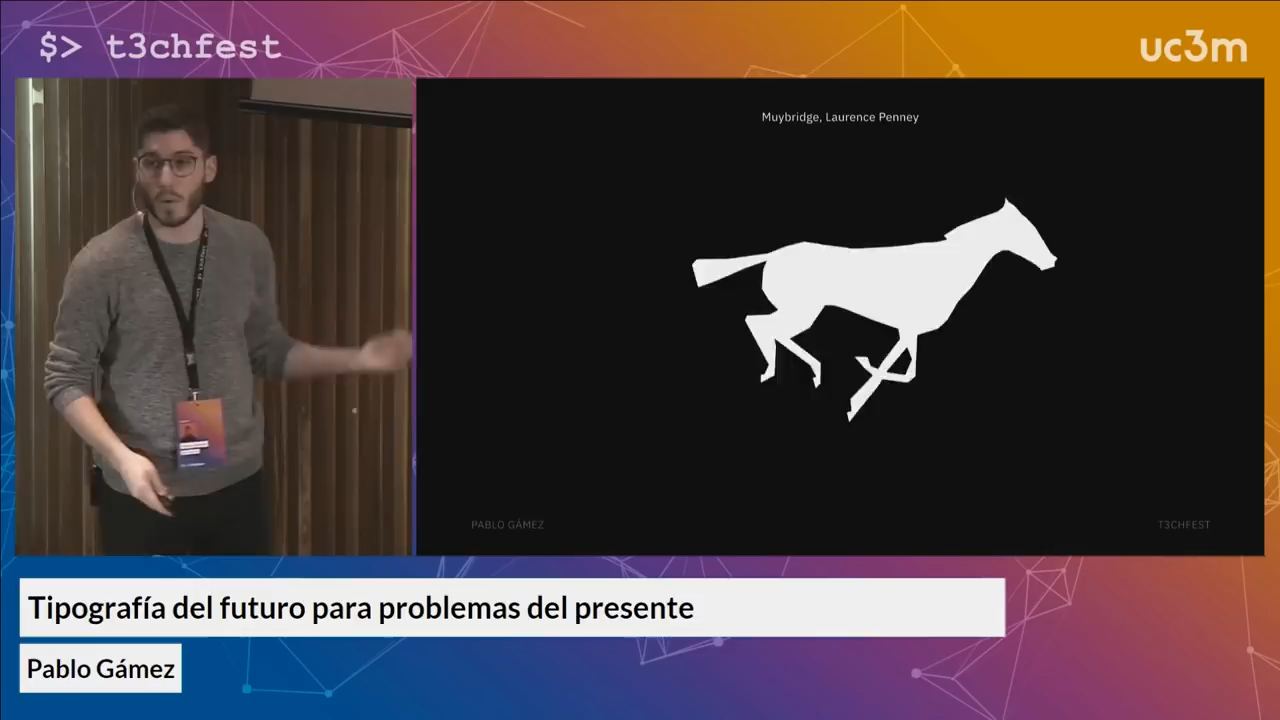 $> t3chfest
uc3m
Muybridge, Laurence Penney
PABLO GÁMEZ
T3CHFEST
Tipografía del futuro para problemas del presente
Pablo Gámez